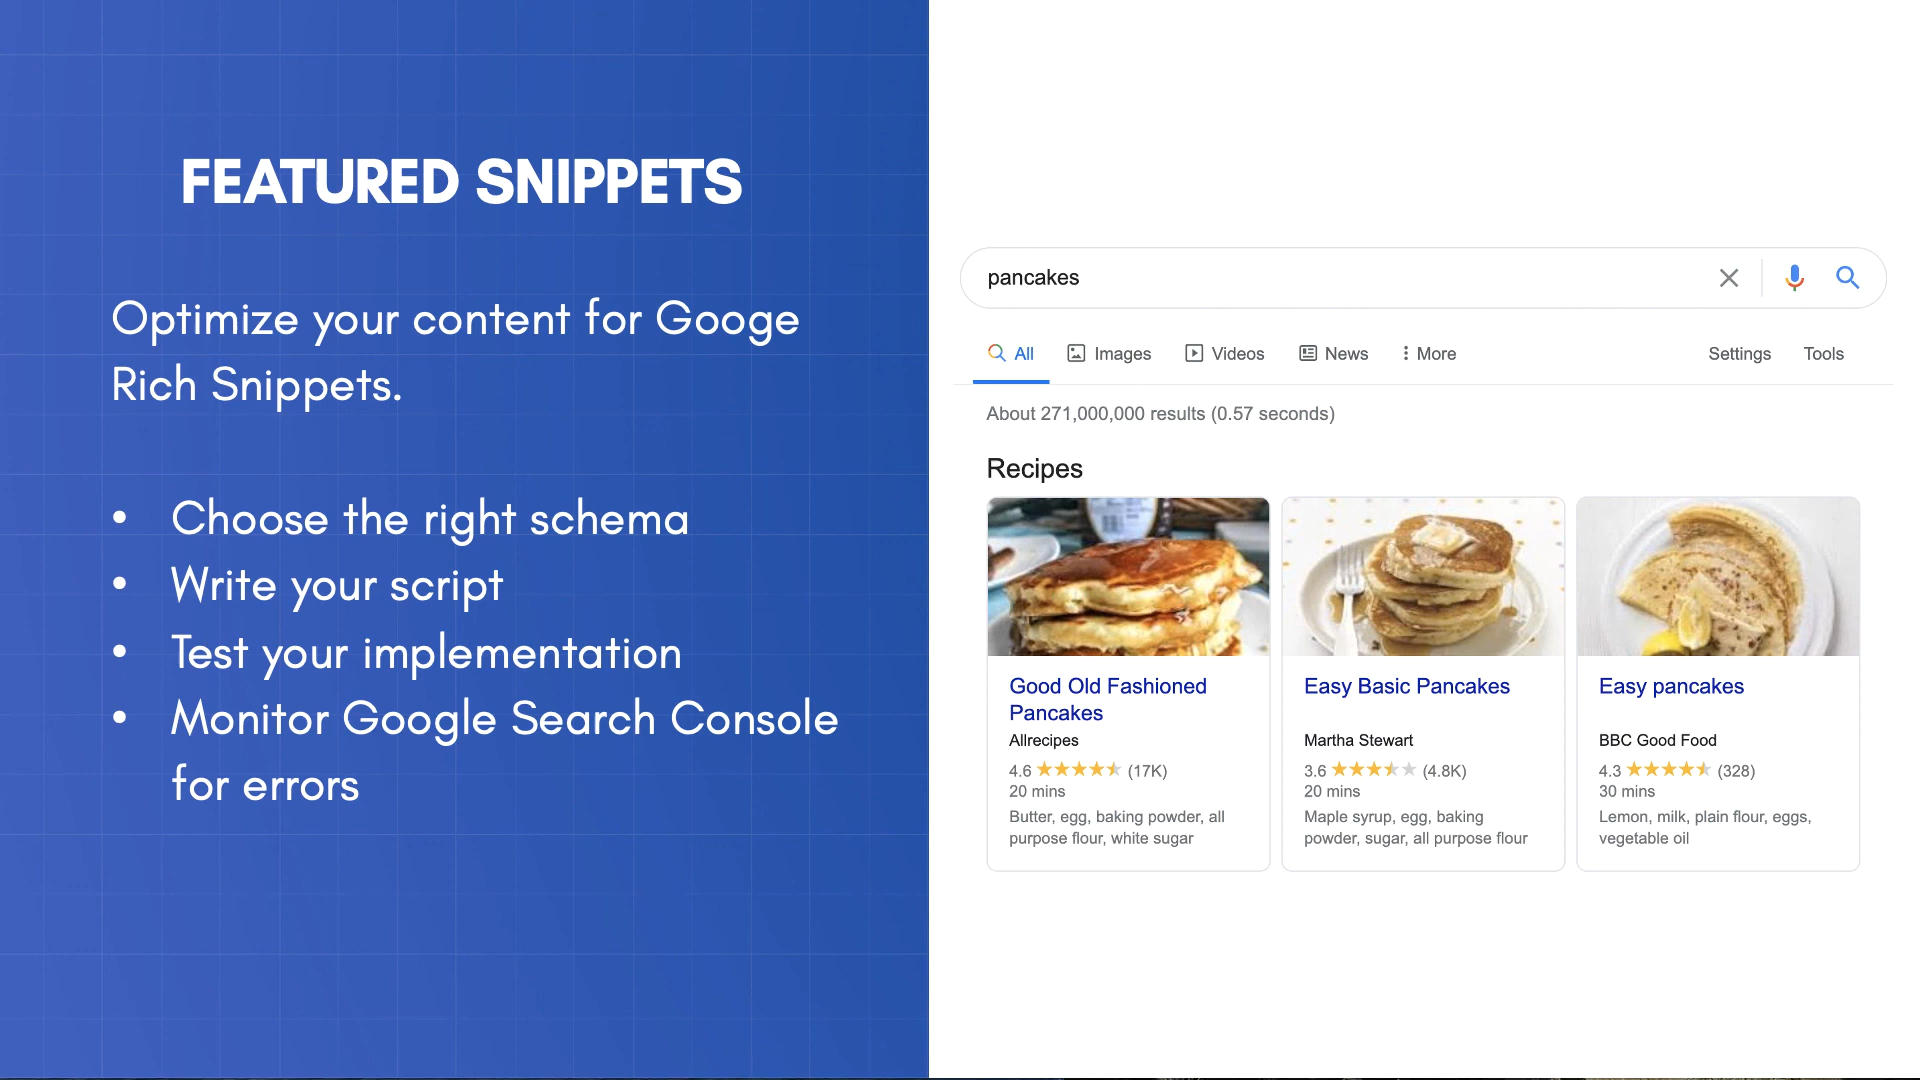 FEATURED SNIPPETS
Optimize your content for Googe
Rich Snippets.
• Choose the right schema
• Write your script
• Test your implementation
• Monitor Google Search Console
for errors
pancakes
All Images Videos News More Settings Tools
About 271,000,000 results (0.57 seconds)
Recipes
Good Old Fashioned
Pancakes
Allrecipes
4.6 ★★★★★ (17K)
20 mins
Butter, egg, baking powder, all
purpose flour, white sugar
Easy Basic Pancakes
Martha Stewart
3.6 ★★★★★ (4.8K)
20 mins
Maple syrup, egg, baking
powder, sugar, all purpose flour
Easy pancakes
BBC Good Food
4.3 ★★★★★ (328)
30 mins
Lemon, milk, plain flour, eggs,
vegetable oil